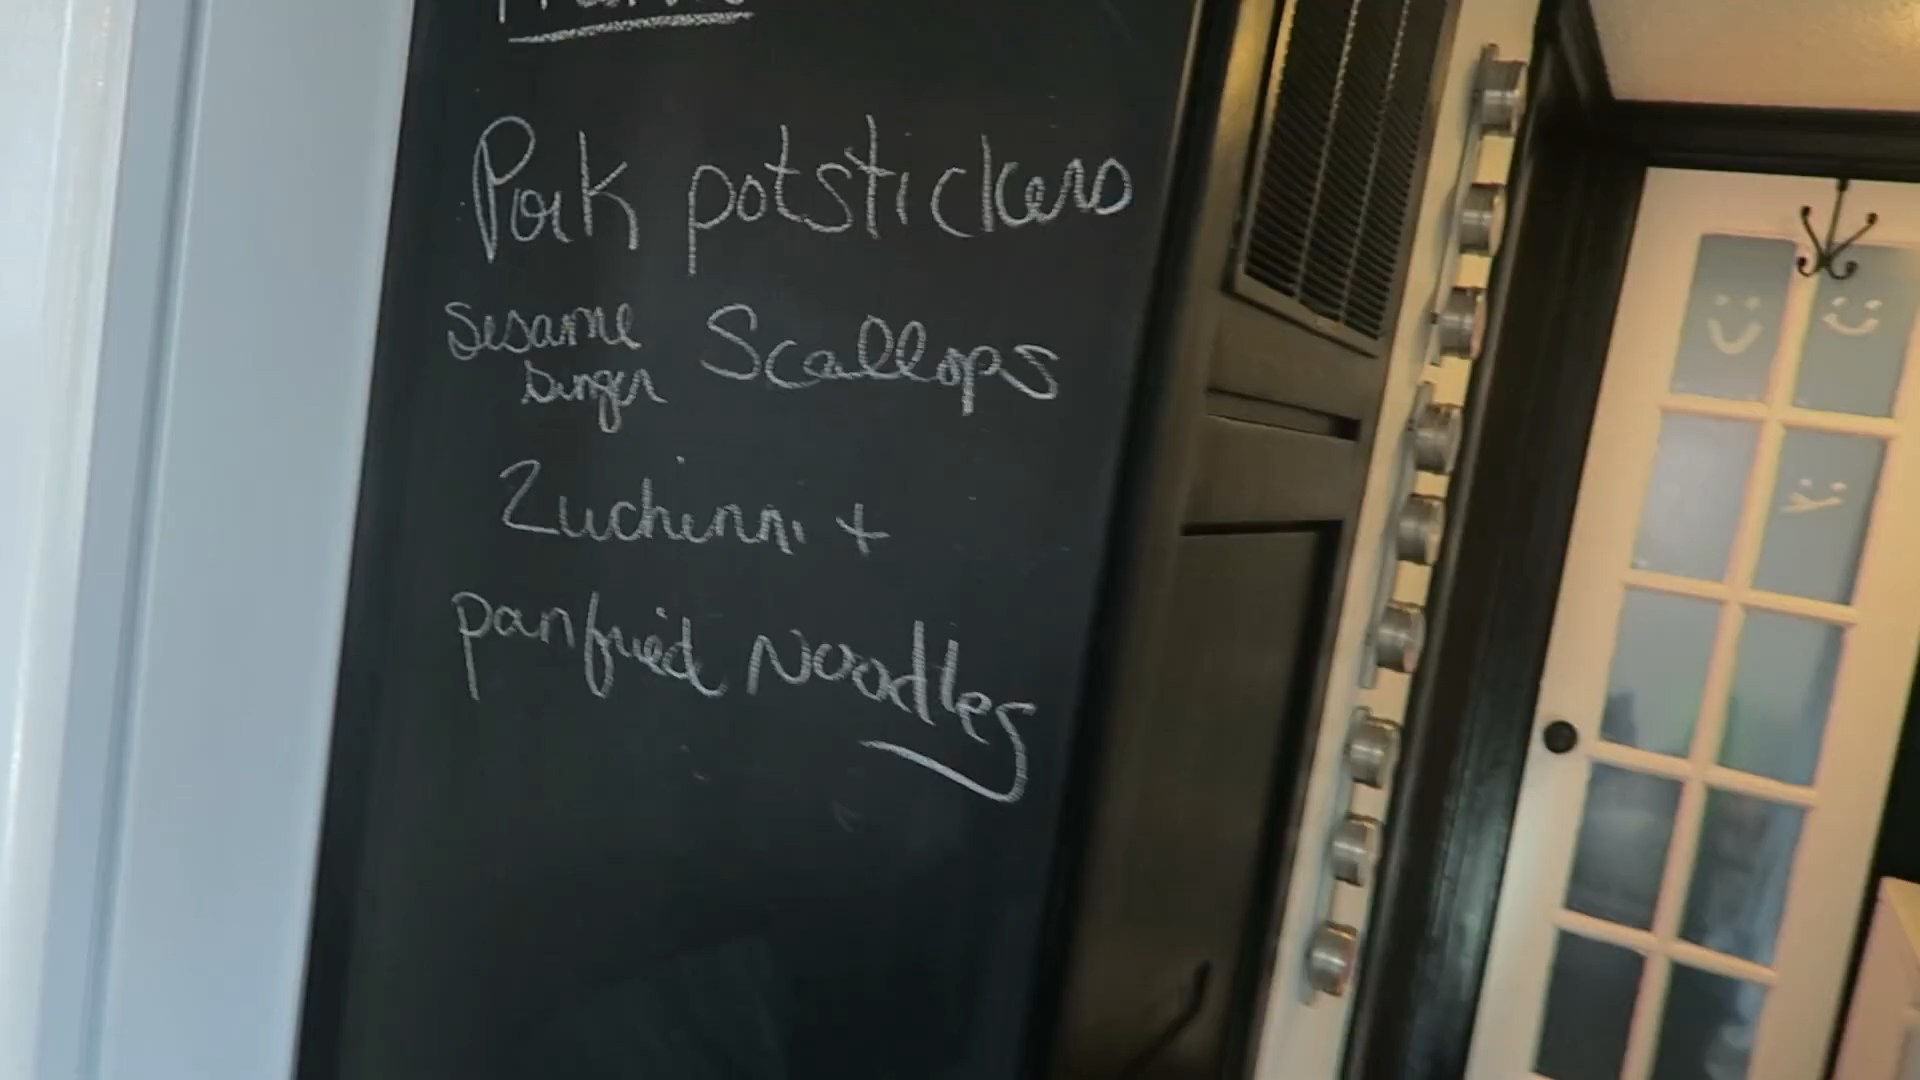 Pork potstickers
sesame ginger Scallops
Zuchinni +
panfried Noodles